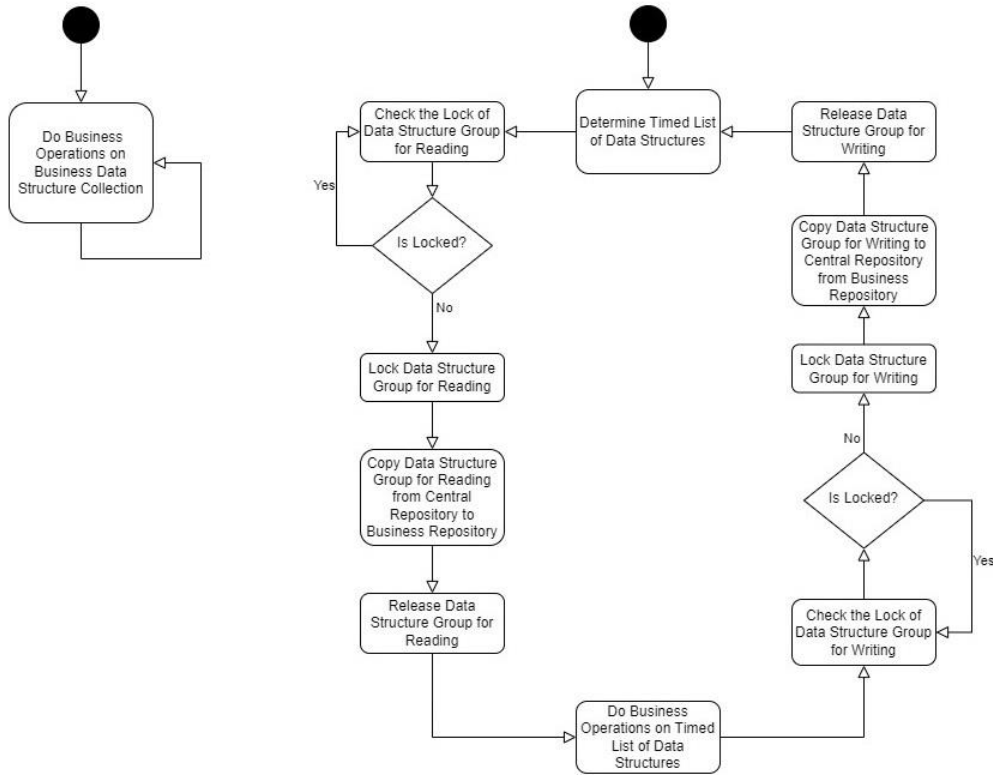 Do Business
Operations on
Business Data
Structure Collection
Determine Timed List
of Data Structures
Check the Lock of
Data Structure Group
for Reading
Yes
Is Locked?
No
Lock Data Structure
Group for Reading
Copy Data Structure
Group for Reading
from Central
Repository to
Business Repository
Release Data
Structure Group for
Reading
Do Business
Operations on Timed
List of Data
Structures
Check the Lock of
Data Structure Group
for Writing
Yes
Is Locked?
No
Lock Data Structure
Group for Writing
Copy Data Structure
Group for Writing to
Central Repository
from Business
Repository
Release Data
Structure Group for
Writing